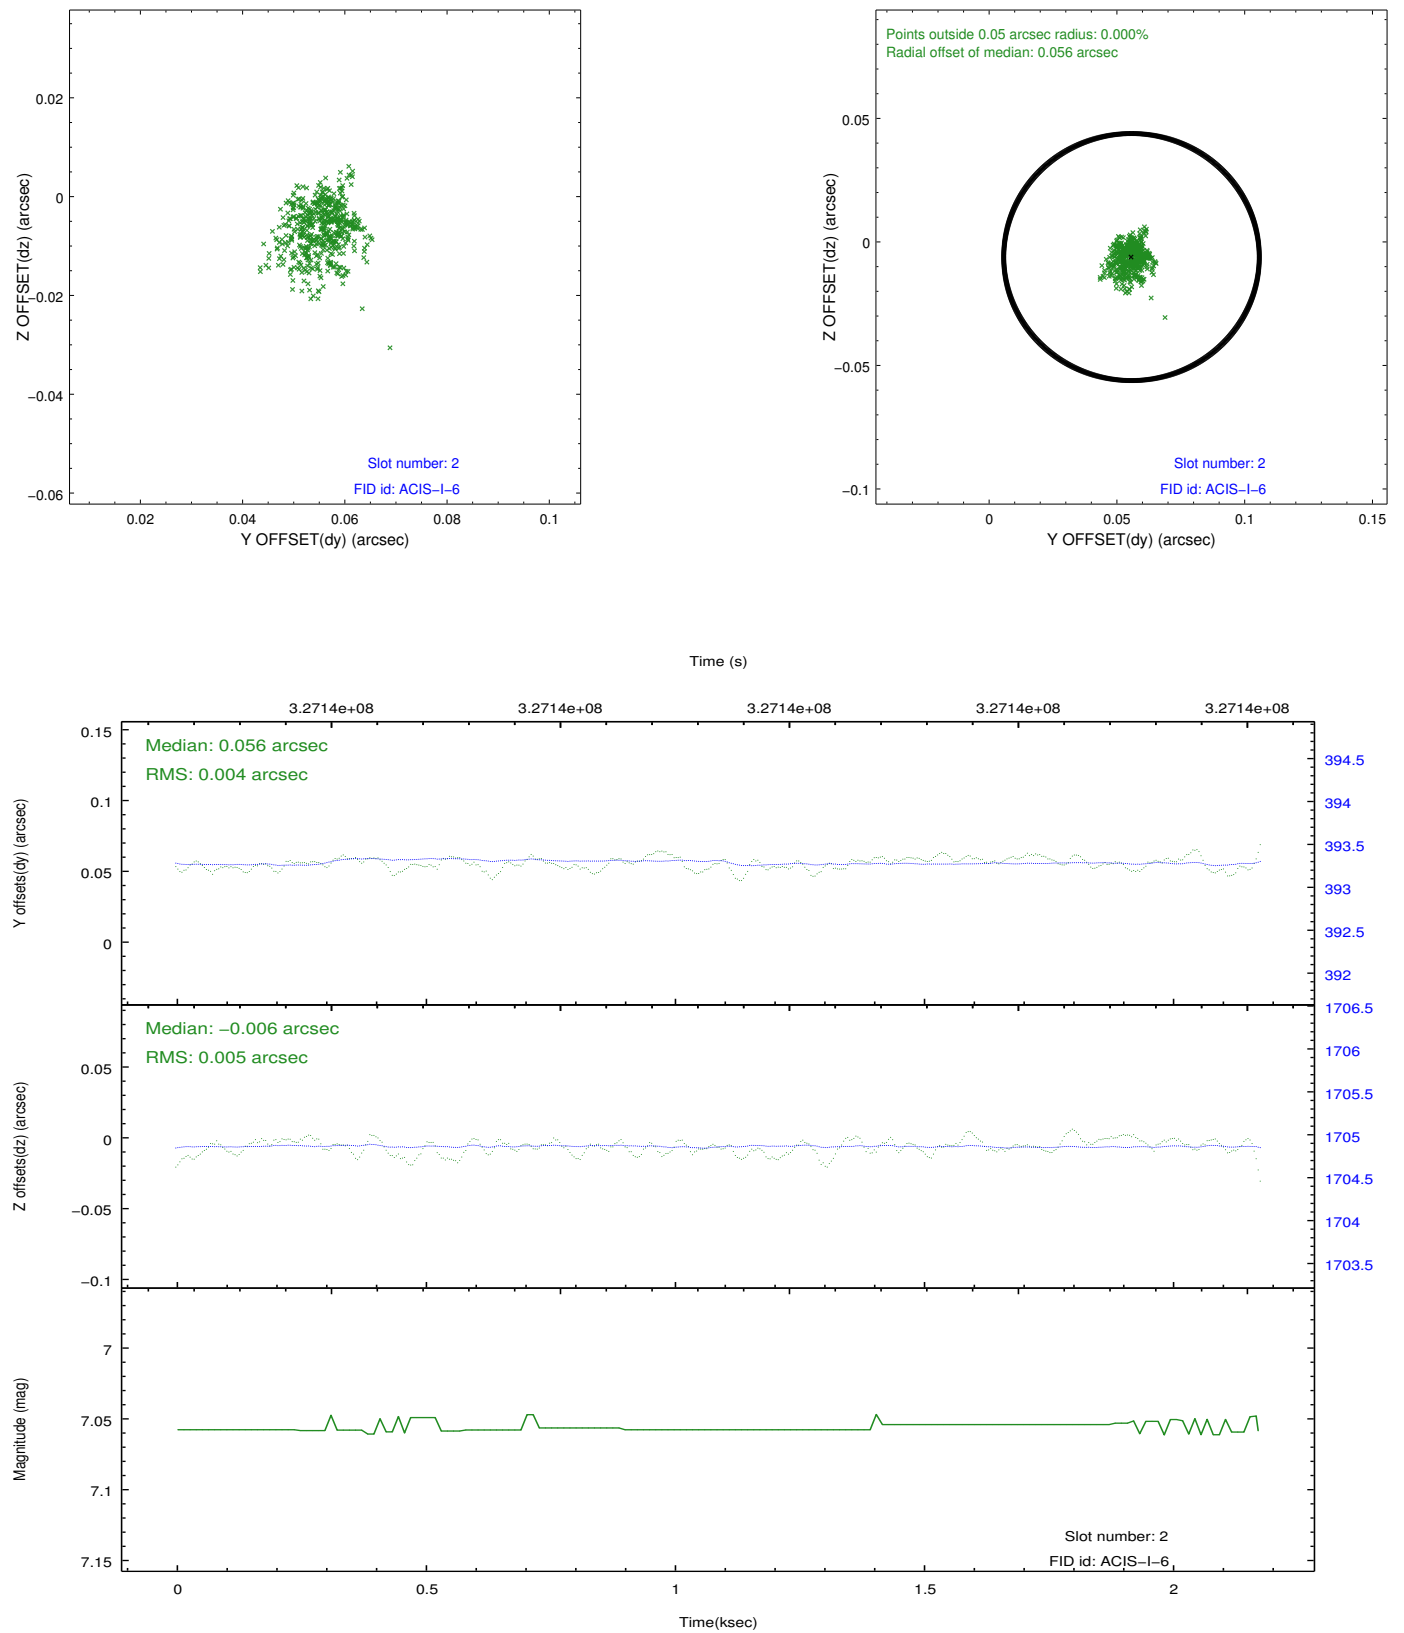 0.02
0
−0.02
−0.04
−0.06
Z OFFSET(dz) (arcsec)
Slot number: 2
FID id: ACIS−I−6
0.02 0.04 0.06 0.08 0.1
Y OFFSET(dy) (arcsec)
Points outside 0.05 arcsec radius: 0.000%
Radial offset of median: 0.056 arcsec
0.05
0
−0.05
−0.1
Z OFFSET(dz) (arcsec)
Slot number: 2
FID id: ACIS−I−6
0 0.05 0.1 0.15
Y OFFSET(dy) (arcsec)
Time (s)
3.2714e+08 3.2714e+08 3.2714e+08 3.2714e+08 3.2714e+08
Median: 0.056 arcsec
RMS: 0.004 arcsec
0.15
0.1
0.05
0
Y offsets(dy) (arcsec)
394.5
394
393.5
393
392.5
392
Median: −0.006 arcsec
RMS: 0.005 arcsec
0.05
0
−0.05
−0.1
Z offsets(dz) (arcsec)
1706.5
1706
1705.5
1705
1704.5
1704
1703.5
7
7.05
7.1
7.15
Magnitude (mag)
Slot number: 2
FID id: ACIS−I−6
0 0.5 1 1.5 2
Time(ksec)